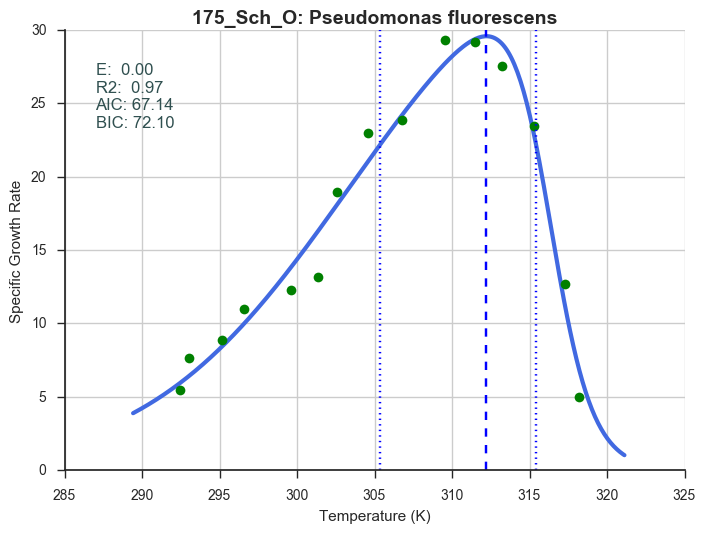 175_Sch_O: Pseudomonas fluorescens
E:  0.00
R2:  0.97
AIC: 67.14
BIC: 72.10
30
25
20
15
10
5
0
Specific Growth Rate
285 290 295 300 305 310 315 320 325
Temperature (K)